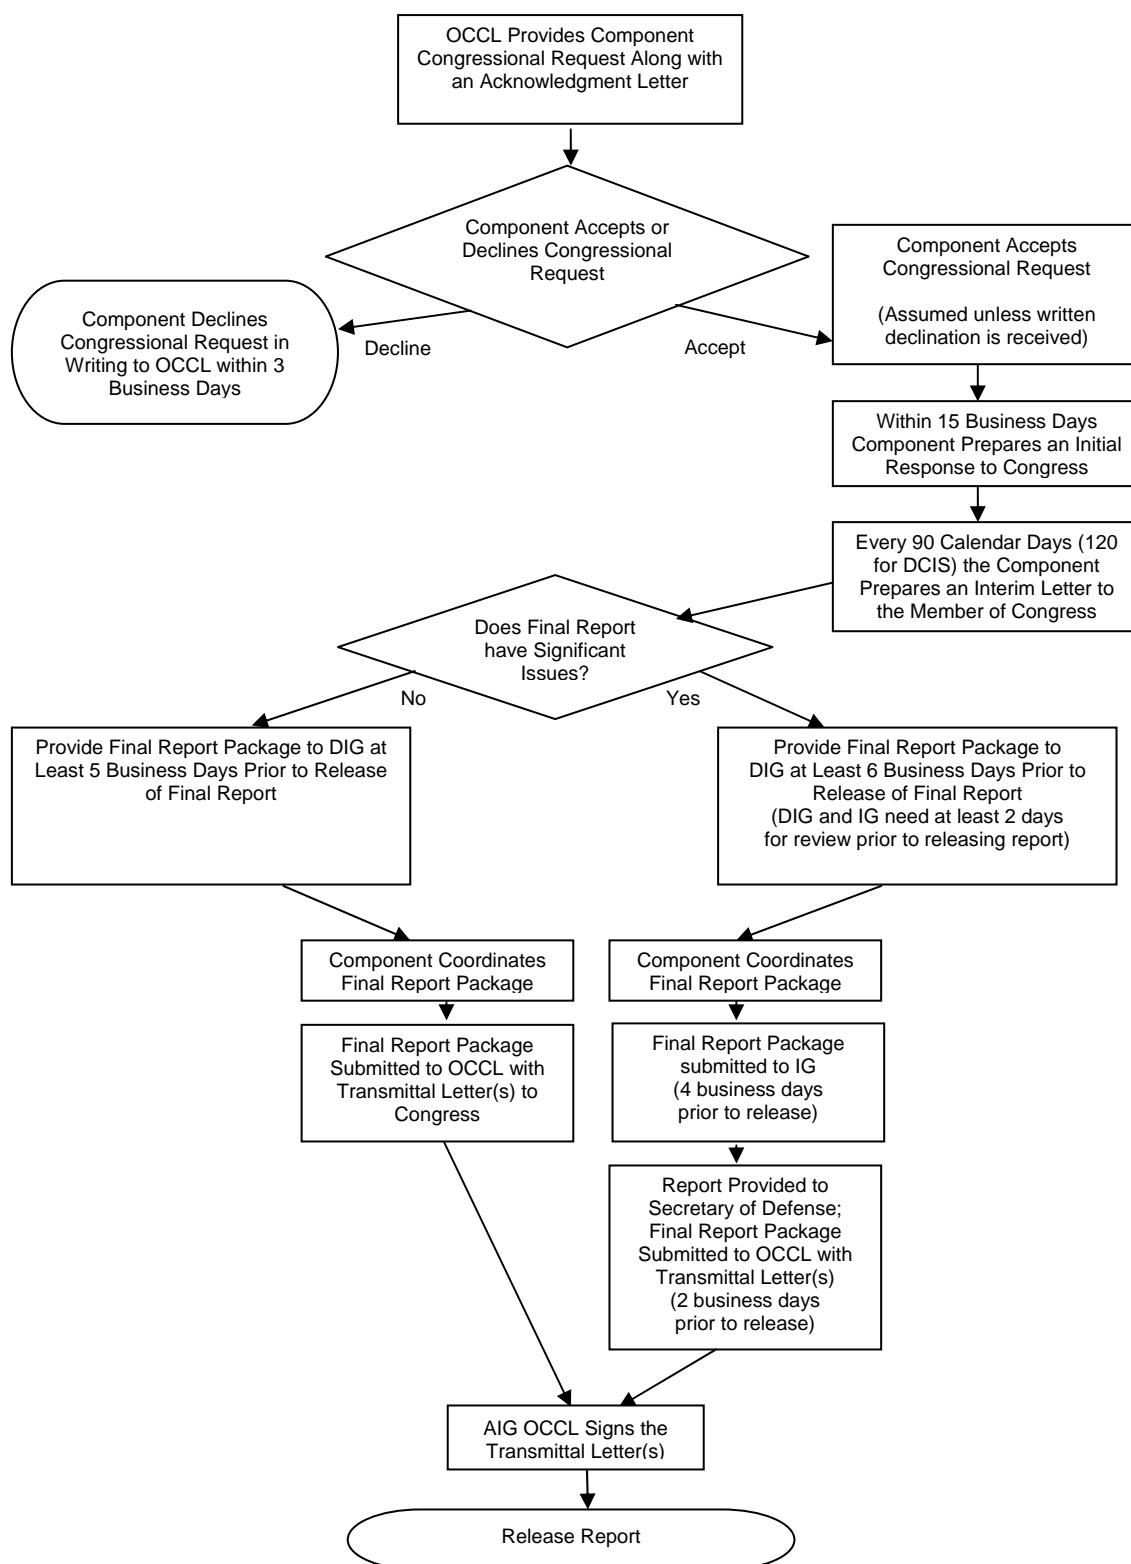 OCCL Provides Component
Congressional Request Along with
an Acknowledgment Letter
Component Accepts or
Declines Congressional
Request
Component Accepts
Congressional Request
(Assumed unless written
declination is received)
Component Declines
Congressional Request in
Writing to OCCL within 3
Business Days
Decline
Accept
Within 15 Business Days
Component Prepares an Initial
Response to Congress
Every 90 Calendar Days (120
for DCIS) the Component
Prepares an Interim Letter to
the Member of Congress
Does Final Report
have Significant
Issues?
No
Yes
Provide Final Report Package to DIG at
Least 5 Business Days Prior to Release
of Final Report
Provide Final Report Package to
DIG at Least 6 Business Days Prior to
Release of Final Report
(DIG and IG need at least 2 days
for review prior to releasing report)
Component Coordinates
Final Report Package
Component Coordinates
Final Report Package
Final Report Package
Submitted to OCCL with
Transmittal Letter(s) to
Congress
Final Report Package
submitted to IG
(4 business days
prior to release)
Report Provided to
Secretary of Defense;
Final Report Package
Submitted to OCCL with
Transmittal Letter(s)
(2 business days
prior to release)
AIG OCCL Signs the
Transmittal Letter(s)
Release Report